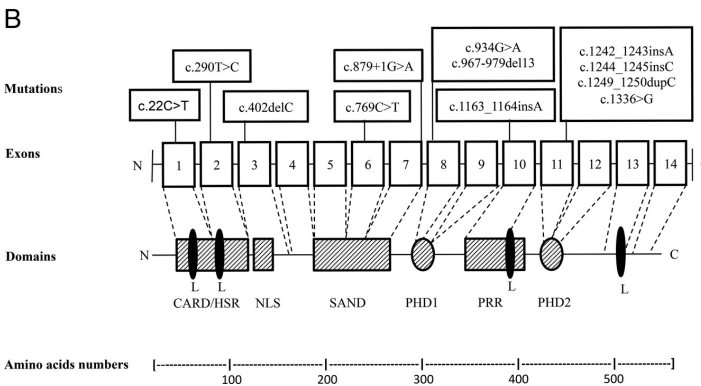 B
c.934G>A
c.967-979del13
c.1242_1243insA
c.1244_1245insC
c.1249_1250dupC
c.1336>G
c.290T>C
c.879+1G>A
Mutations
c.22C>T
c.402delC
c.769C>T
c.1163_1164insA
Exons
N 1 2 3 4 5 6 7 8 9 10 11 12 13 14
Domains
N C
L L L L
CARD/HSR NLS SAND PHD1 PRR PHD2
Amino acids numbers
100 200 300 400 500